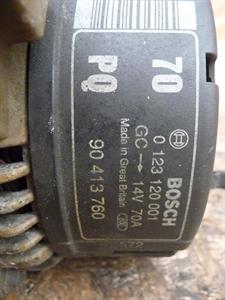 70
PQ
BOSCH
0 123 120 001
GC → 14V 70A
Made in Great Britain
90 413 760